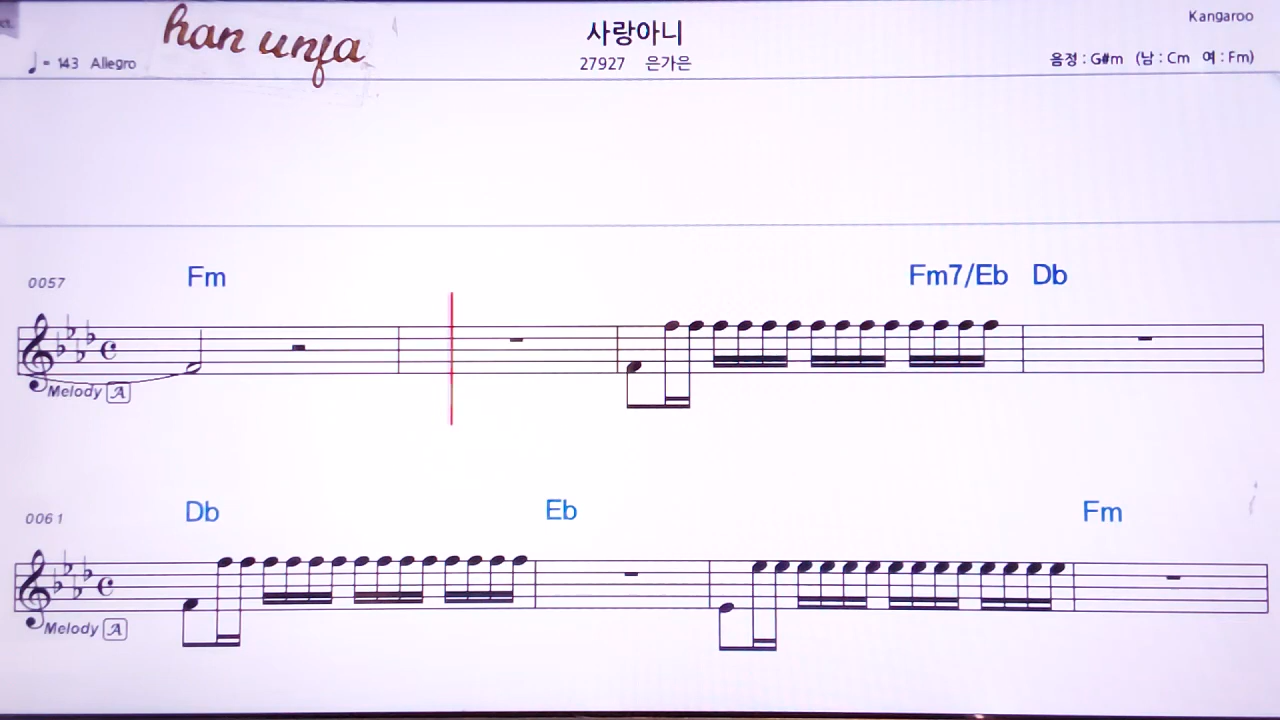 han unja
사랑아니
Kangaroo
♩ = 143 Allegro
27927 은가은
음정 : G#m (남 : Cm 여 : Fm)
0057
Fm
Fm7/Eb
Db
Melody A
0061
Db
Eb
Fm
Melody A